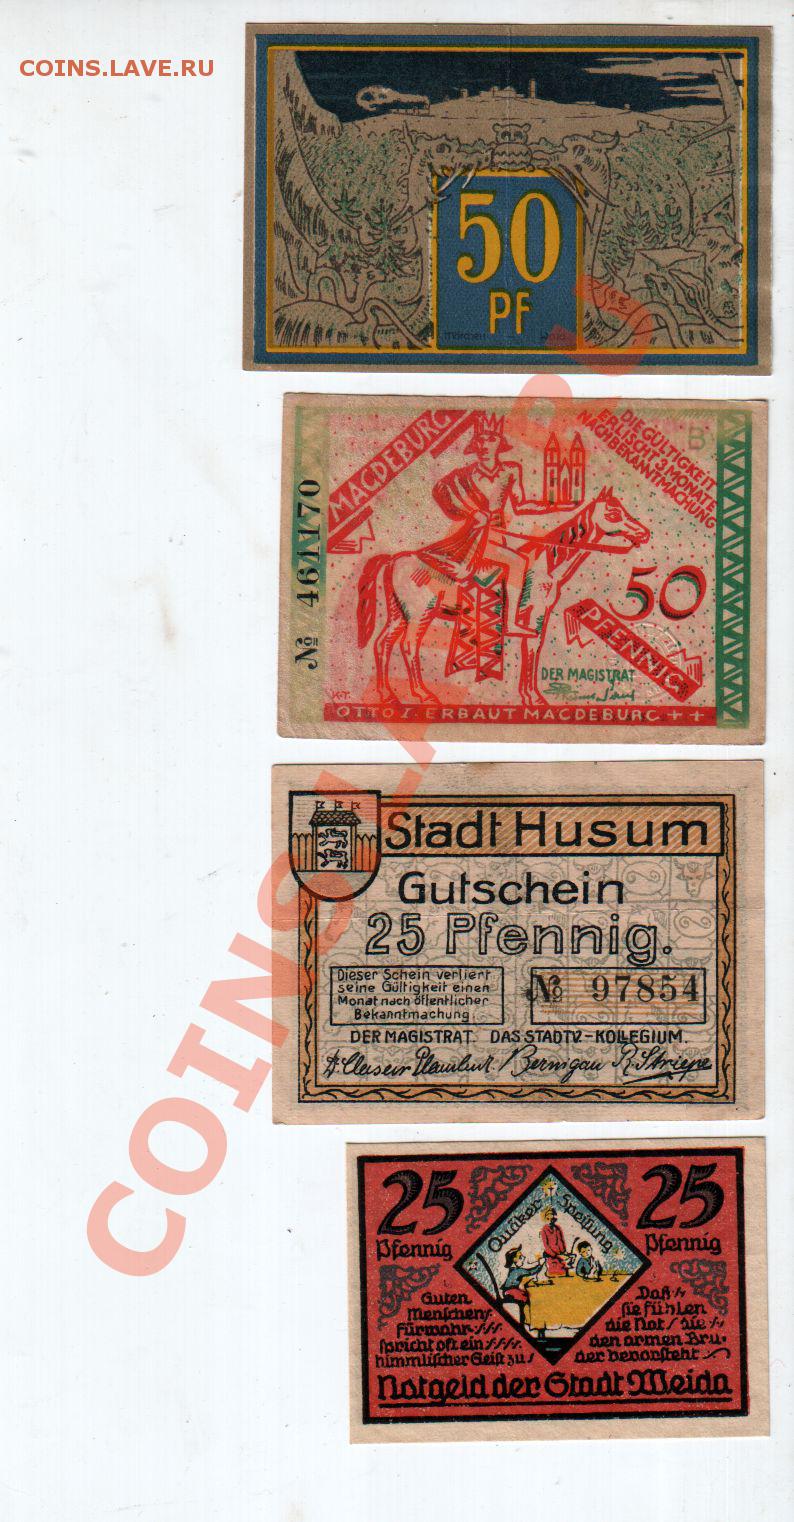 COINS.LAVE.RU
50
PF
MAGDEBURG
DIE GÜLTIGKEIT
ERLISCHT 3 MONATE
NACH BEKANNTMACHUNG
B
№ 461170
50
PFENNIG
DER MAGISTRAT
K·T·
OTTO I. ERBAUT MAGDEBURG. + +
Stadt Husum
Gutschein
25 Pfennig.
Dieser Schein verliert
seine Gültigkeit einen
Monat nach öffentlicher
Bekanntmachung.
№ 97854
DER MAGISTRAT. DAS STADTV.-KOLLEGIUM.
25
Pfennig
Quäker Speisung
25
Pfennig
Guten
Menschen,
fürwahr
spricht oft ein
himmlischer Geist zu,
Daß
sie fühlen
die Not, die
den armen Bru-
der bevorsteht
Notgeld der Stadt Weida
COINS.LAVE.RU